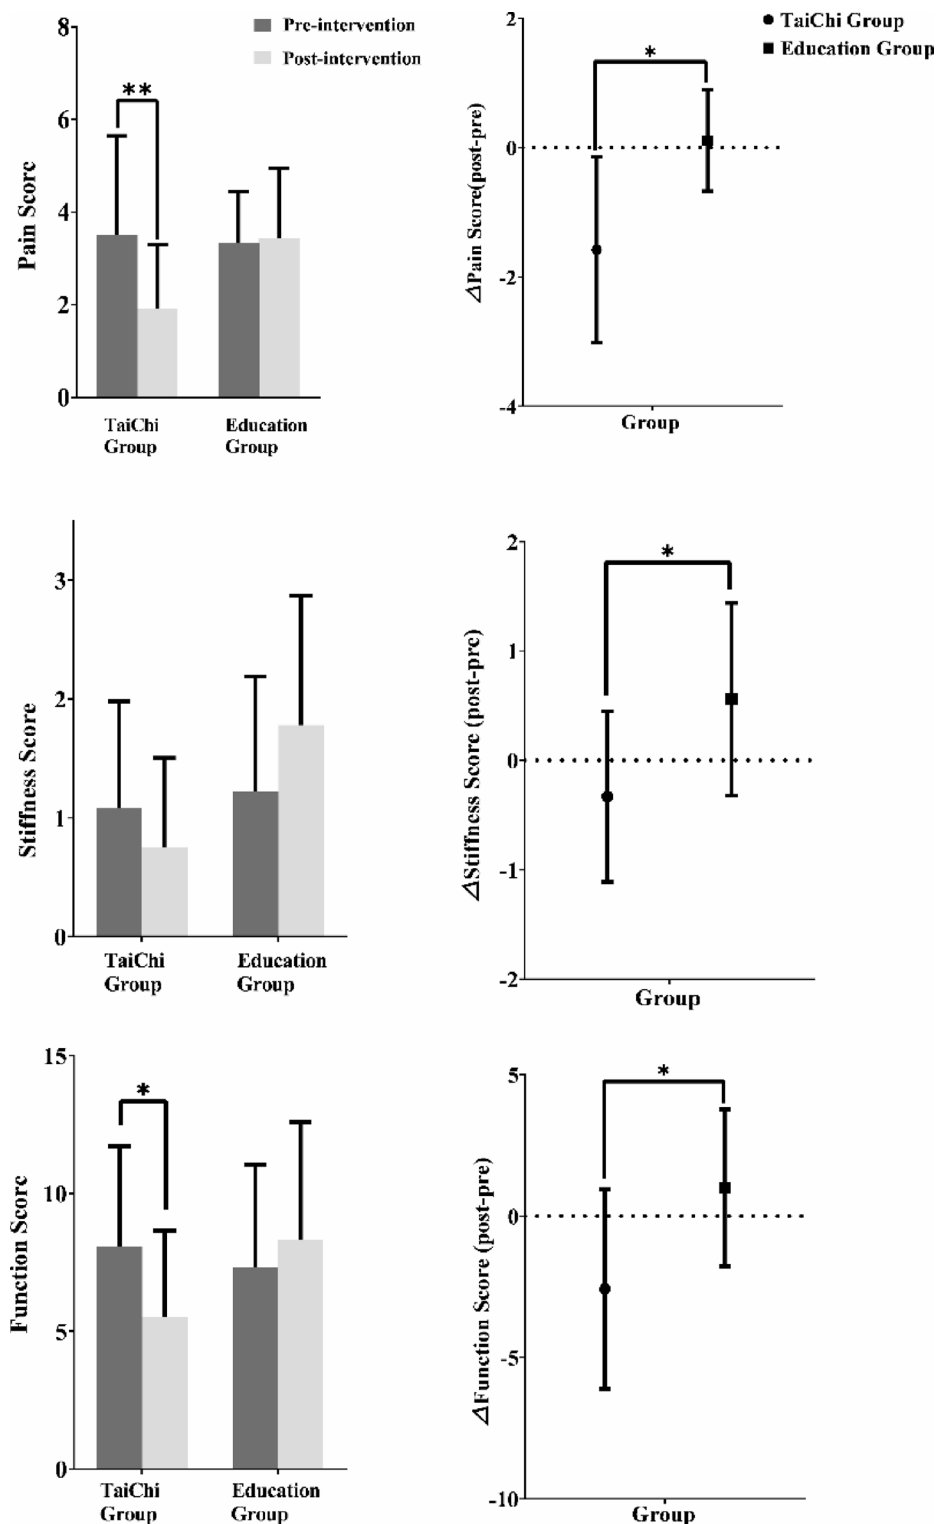 Pre-intervention
Post-intervention
8
6
4
2
0
Pain Score
**
TaiChi Group
Education Group
TaiChi Group
Education Group
2
0
-2
-4
ΔPain Score(post-pre)
*
Group
3
2
1
0
Stiffness Score
TaiChi Group
Education Group
2
1
0
-1
-2
ΔStiffness Score (post-pre)
*
Group
15
10
5
0
Function Score
*
TaiChi Group
Education Group
5
0
-5
-10
ΔFunction Score (post-pre)
*
Group